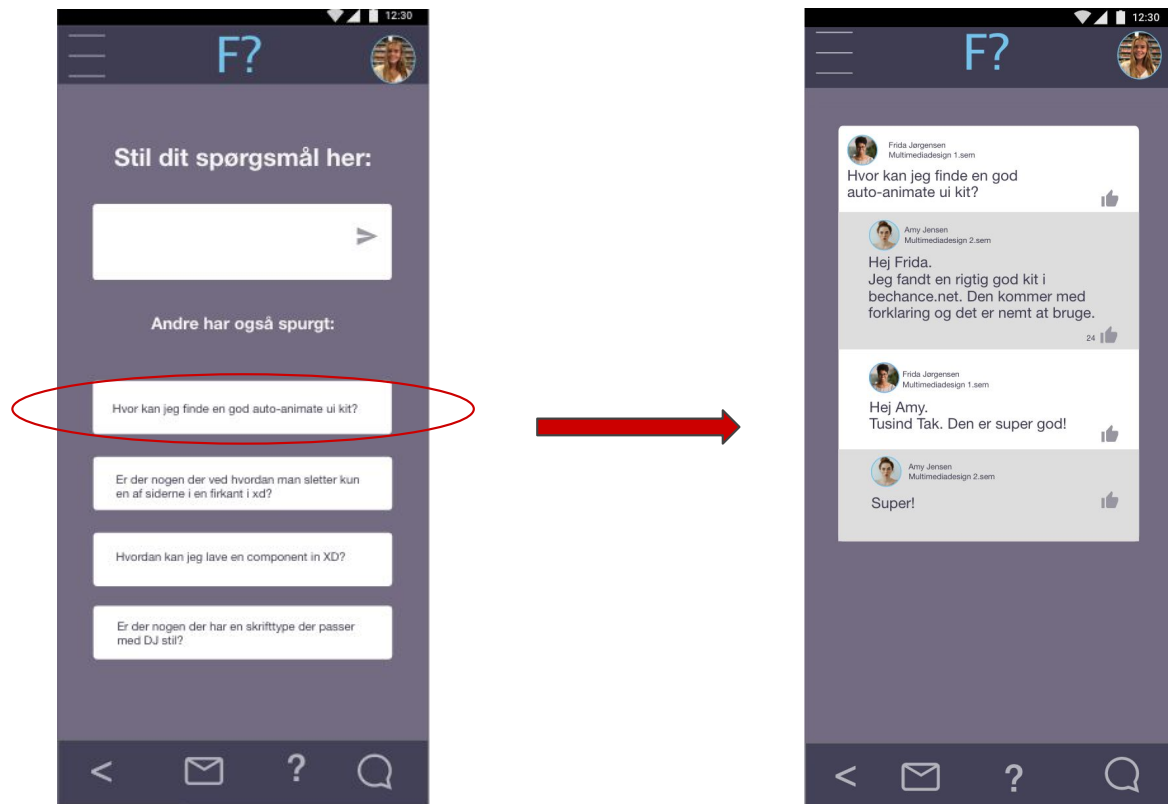 12:30
F?
Stil dit spørgsmål her:
Andre har også spurgt:
Hvor kan jeg finde en god auto-animate ui kit?
Er der nogen der ved hvordan man sletter kun
en af siderne i en firkant i xd?
Hvordan kan jeg lave en component in XD?
Er der nogen der har en skrifttype der passer
med DJ stil?
<
?
12:30
F?
Frida Jørgensen
Multimediadesign 1.sem
Hvor kan jeg finde en god
auto-animate ui kit?
Amy Jensen
Multimediadesign 2.sem
Hej Frida.
Jeg fandt en rigtig god kit i
bechance.net. Den kommer med
forklaring og det er nemt at bruge.
24
Frida Jørgensen
Multimediadesign 1.sem
Hej Amy.
Tusind Tak. Den er super god!
Amy Jensen
Multimediadesign 2.sem
Super!
<
?